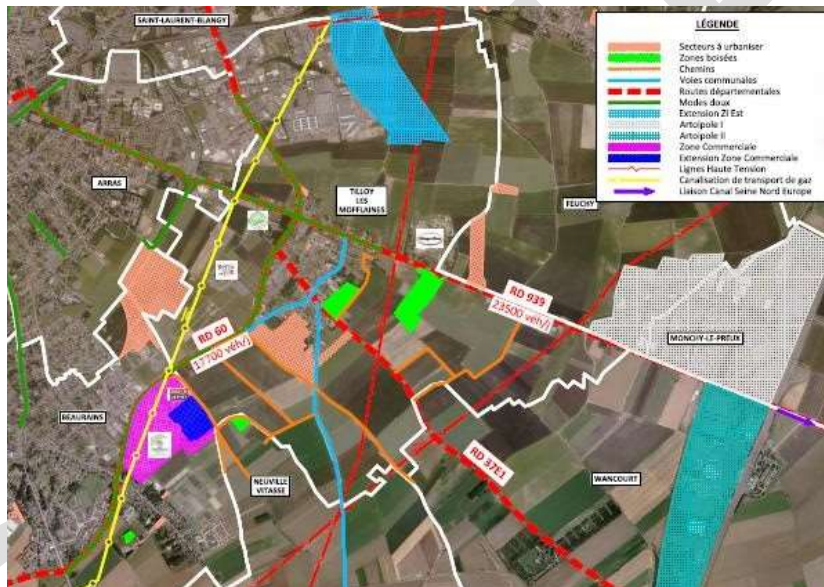 SAINT-LAURENT-BLANGY
LÉGENDE
Secteurs à urbaniser
Zones boisées
Chemins
Voies communales
Routes départementales
Modes doux
Extension ZI Est
Artoipole I
Artoipole II
Zone Commerciale
Extension Zone Commerciale
Lignes Haute Tension
Canalisation de transport de gaz
Liaison Canal Seine Nord Europe
ARRAS
TILLOY
LES
MOFFLAINES
FEUCHY
RD 939
23500 véh/j
RD 60
17700 véh/j
MONCHY-LE-PREUX
BEAURAINS
RD 37E1
NEUVILLE
VITASSE
WANCOURT